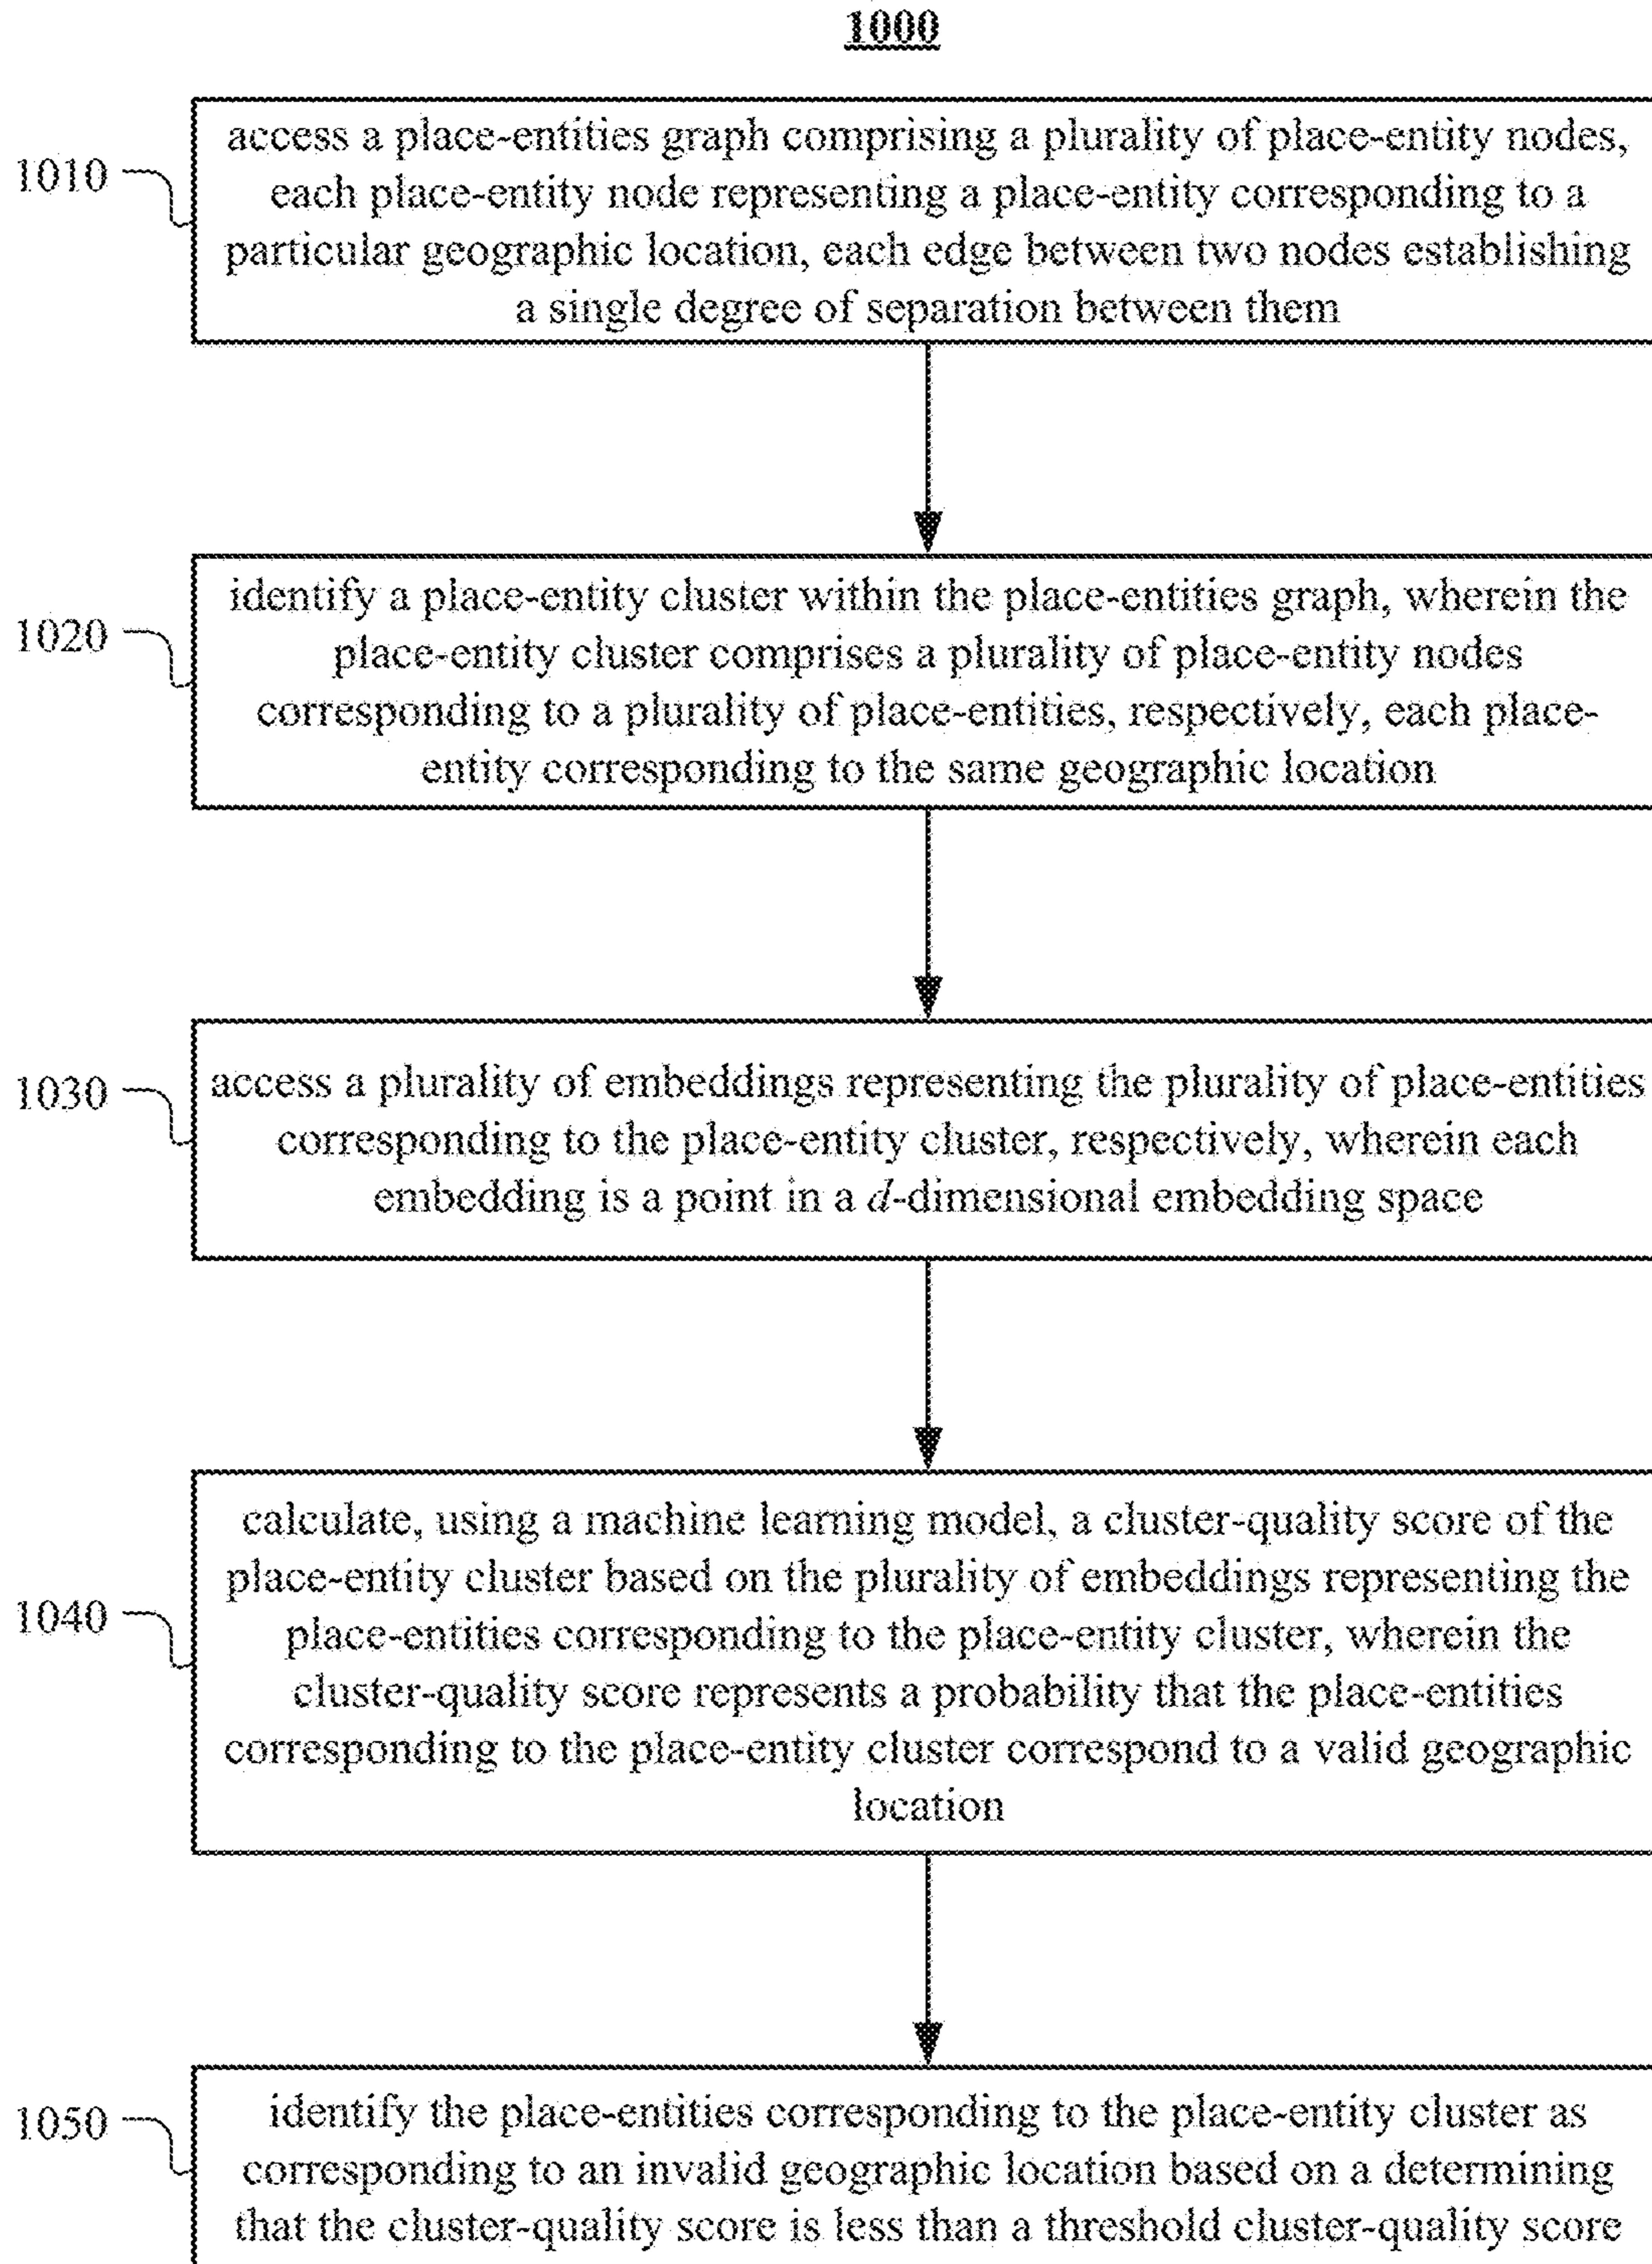 1000
1010
access a place-entities graph comprising a plurality of place-entity nodes,
each place-entity node representing a place-entity corresponding to a
particular geographic location, each edge between two nodes establishing
a single degree of separation between them
1020
identify a place-entity cluster within the place-entities graph, wherein the
place-entity cluster comprises a plurality of place-entity nodes
corresponding to a plurality of place-entities, respectively, each place-
entity corresponding to the same geographic location
1030
access a plurality of embeddings representing the plurality of place-entities
corresponding to the place-entity cluster, respectively, wherein each
embedding is a point in a d-dimensional embedding space
1040
calculate, using a machine learning model, a cluster-quality score of the
place-entity cluster based on the plurality of embeddings representing the
place-entities corresponding to the place-entity cluster, wherein the
cluster-quality score represents a probability that the place-entities
corresponding to the place-entity cluster correspond to a valid geographic
location
1050
identify the place-entities corresponding to the place-entity cluster as
corresponding to an invalid geographic location based on a determining
that the cluster-quality score is less than a threshold cluster-quality score